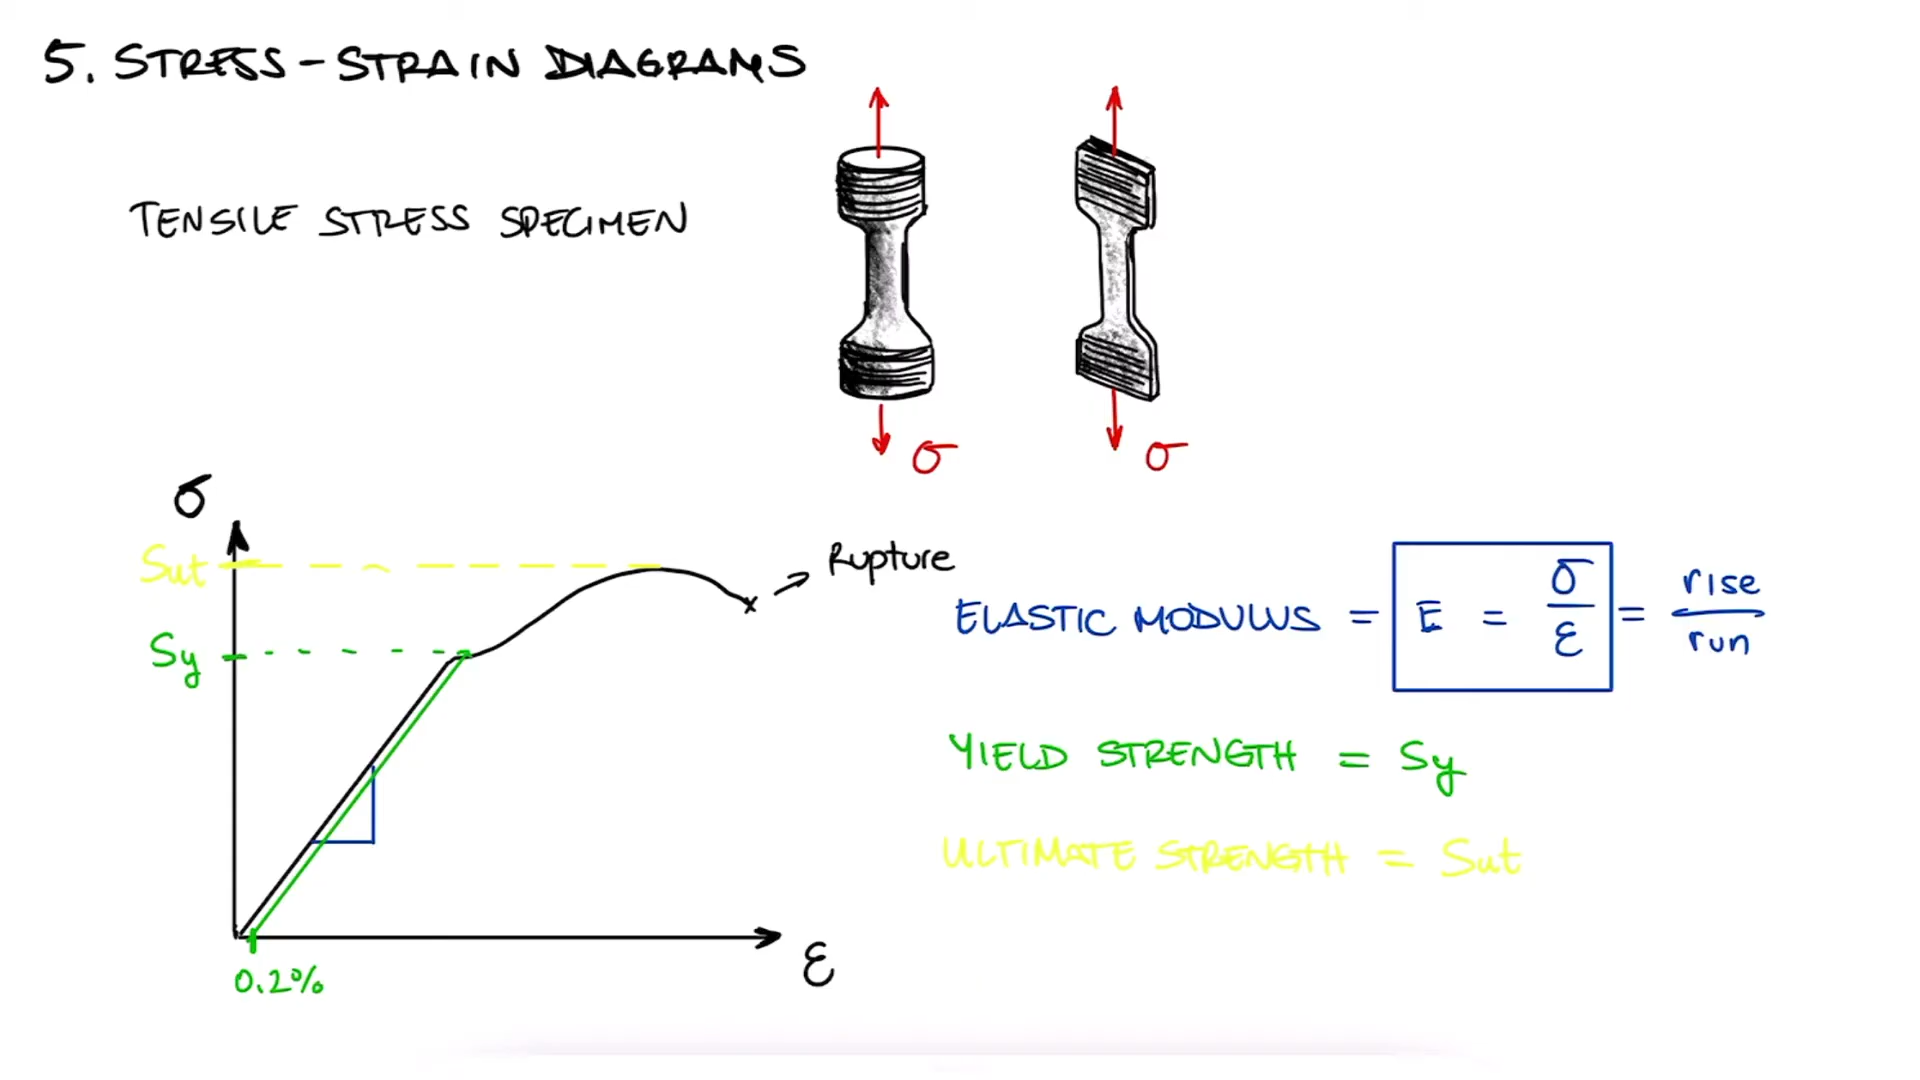 5. STRESS-STRAIN DIAGRAMS
TENSILE STRESS SPECIMEN
σ σ
σ
Sut
Sy
Rupture
0.2%
ε
ELASTIC MODULUS = E = σ/ε = rise/run
YIELD STRENGTH = Sy
ULTIMATE STRENGTH = Sut